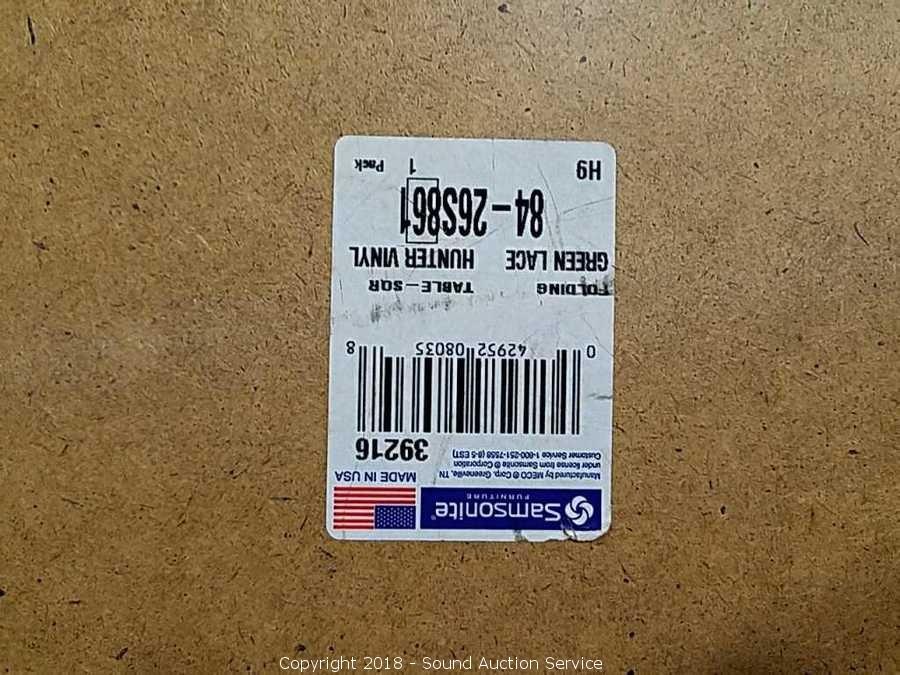 Samsonite®
FURNITURE
MADE IN USA
Manufactured by MECO ® Corp. Greeneville, TN,
under license from Samsonite ® Corporation
Customer Service 1-800-251-7558 (8-5 EST)
39216
0 42952 08035 8
FOLDING TABLE-SQR
GREEN LACE HUNTER VINYL
84-26S861
H9 1 Pack
Copyright 2018 - Sound Auction Service